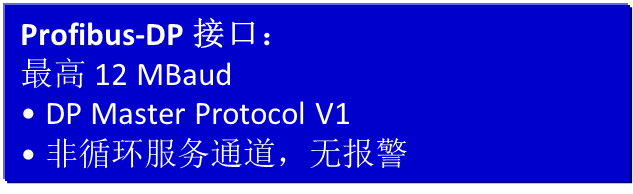 Profibus-DP 接口：
最高 12 MBaud
• DP Master Protocol V1
• 非循环服务通道，无报警